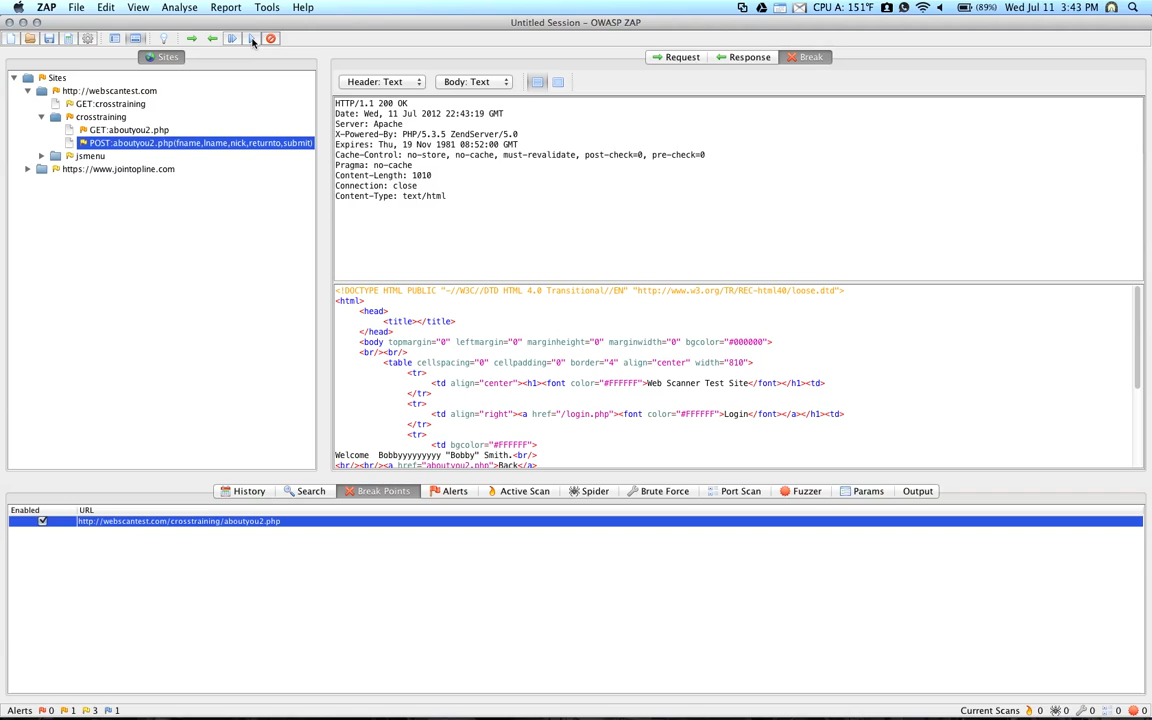 ZAP File Edit View Analyse Report Tools Help CPU A: 151°F (89%) Wed Jul 11 3:43 PM
Untitled Session - OWASP ZAP
Sites
Request Response Break
Sites
http://webscantest.com
GET:crosstraining
crosstraining
GET:aboutyou2.php
POST:aboutyou2.php(fname,lname,nick,returnto,submit)
jsmenu
https://www.jointopline.com
Header: Text Body: Text
HTTP/1.1 200 OK
Date: Wed, 11 Jul 2012 22:43:19 GMT
Server: Apache
X-Powered-By: PHP/5.3.5 ZendServer/5.0
Expires: Thu, 19 Nov 1981 08:52:00 GMT
Cache-Control: no-store, no-cache, must-revalidate, post-check=0, pre-check=0
Pragma: no-cache
Content-Length: 1010
Connection: close
Content-Type: text/html
<!DOCTYPE HTML PUBLIC "-//W3C//DTD HTML 4.0 Transitional//EN" "http://www.w3.org/TR/REC-html40/loose.dtd">
<html>
<head>
<title></title>
</head>
<body topmargin="0" leftmargin="0" marginheight="0" marginwidth="0" bgcolor="#000000">
<br/><br/>
<table cellspacing="0" cellpadding="0" border="4" align="center" width="810">
<tr>
<td align="center"><h1><font color="#FFFFFF">Web Scanner Test Site</font></h1><td>
</tr>
<tr>
<td align="right"><a href="/login.php"><font color="#FFFFFF">Login</font></a></h1><td>
</tr>
<tr>
<td bgcolor="#FFFFFF">
Welcome Bobbyyyyyyyyy "Bobby" Smith.<br/>
<br/><br/><a href="aboutyou2.php">Back</a>
History Search Break Points Alerts Active Scan Spider Brute Force Port Scan Fuzzer Params Output
Enabled URL
http://webscantest.com/crosstraining/aboutyou2.php
Alerts 0 1 3 1 Current Scans 0 0 0 0 0